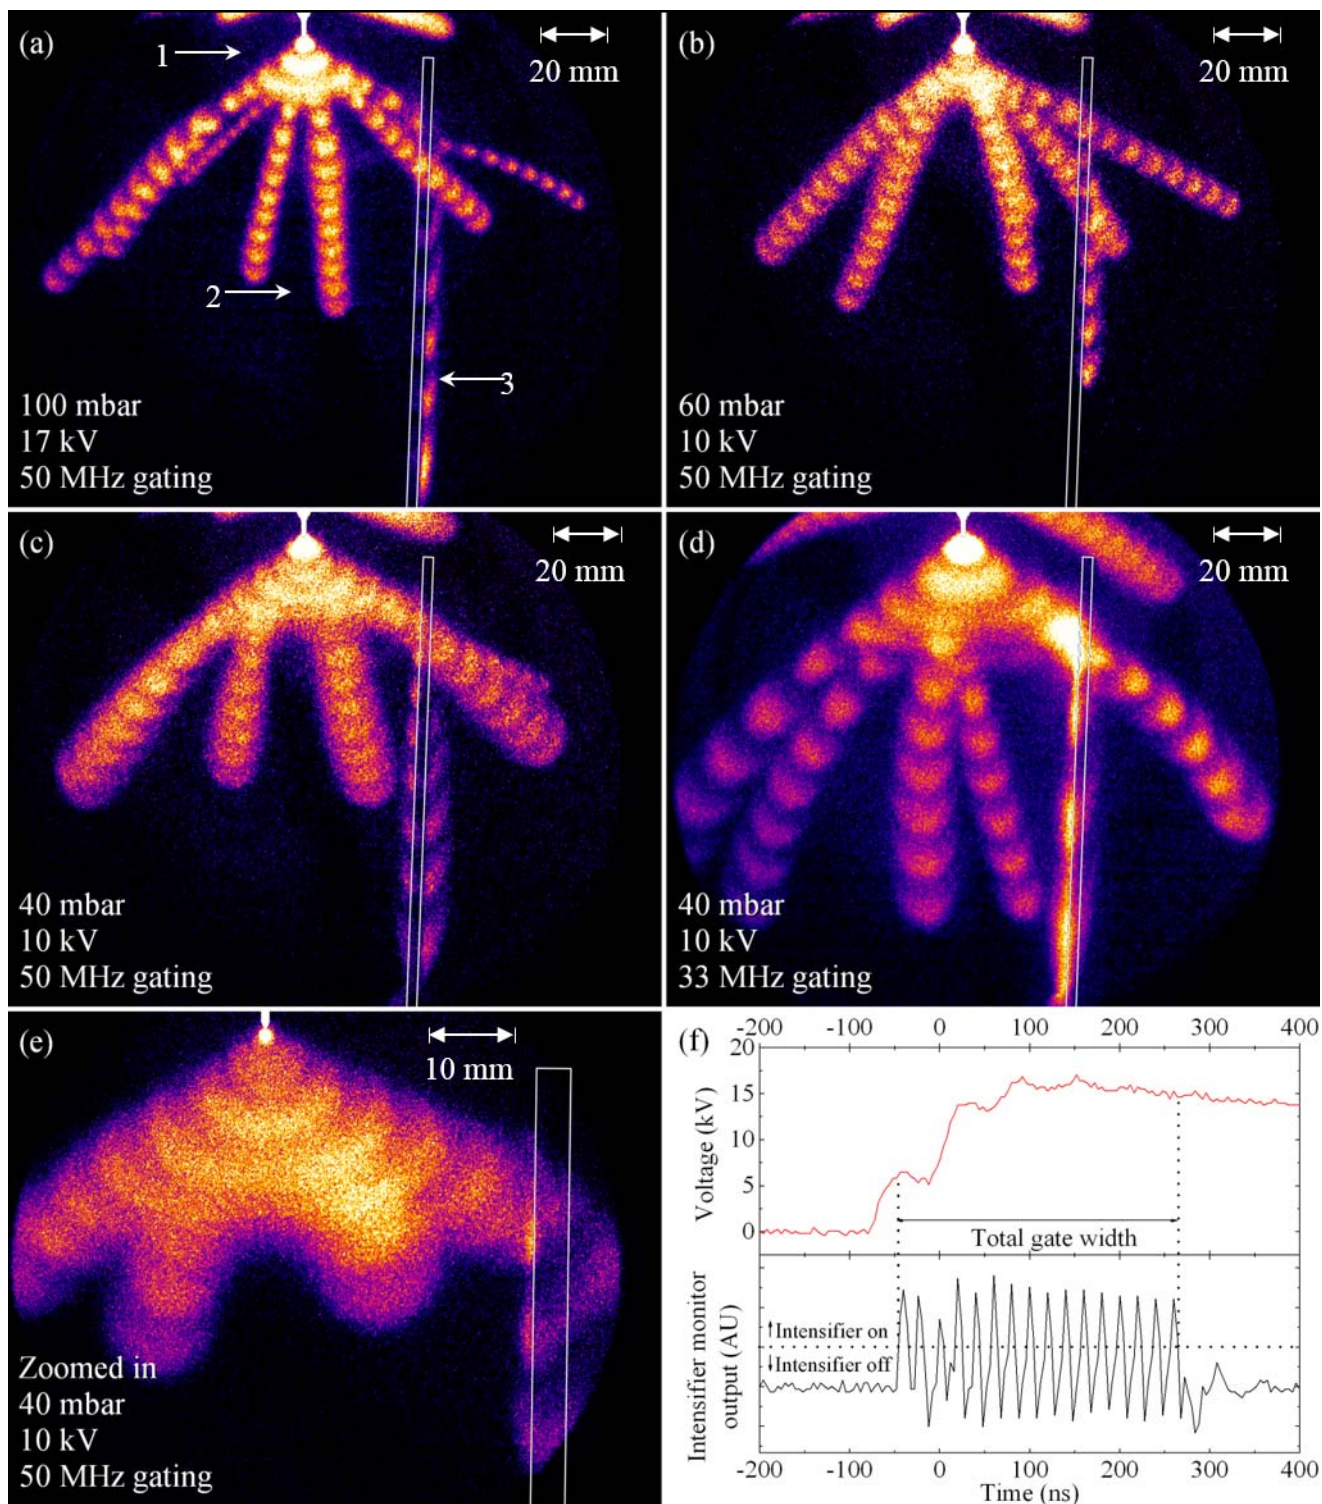 (a)
1
20 mm
2
3
100 mbar
17 kV
50 MHz gating
(b)
20 mm
60 mbar
10 kV
50 MHz gating
(c)
20 mm
40 mbar
10 kV
50 MHz gating
(d)
20 mm
40 mbar
10 kV
33 MHz gating
(e)
10 mm
Zoomed in
40 mbar
10 kV
50 MHz gating
(f)
-200 -100 0 100 200 300 400
20
15
10
5
0
Voltage (kV)
Total gate width
Intensifier monitor
output (AU)
↑Intensifier on
↓Intensifier off
-200 -100 0 100 200 300 400
Time (ns)